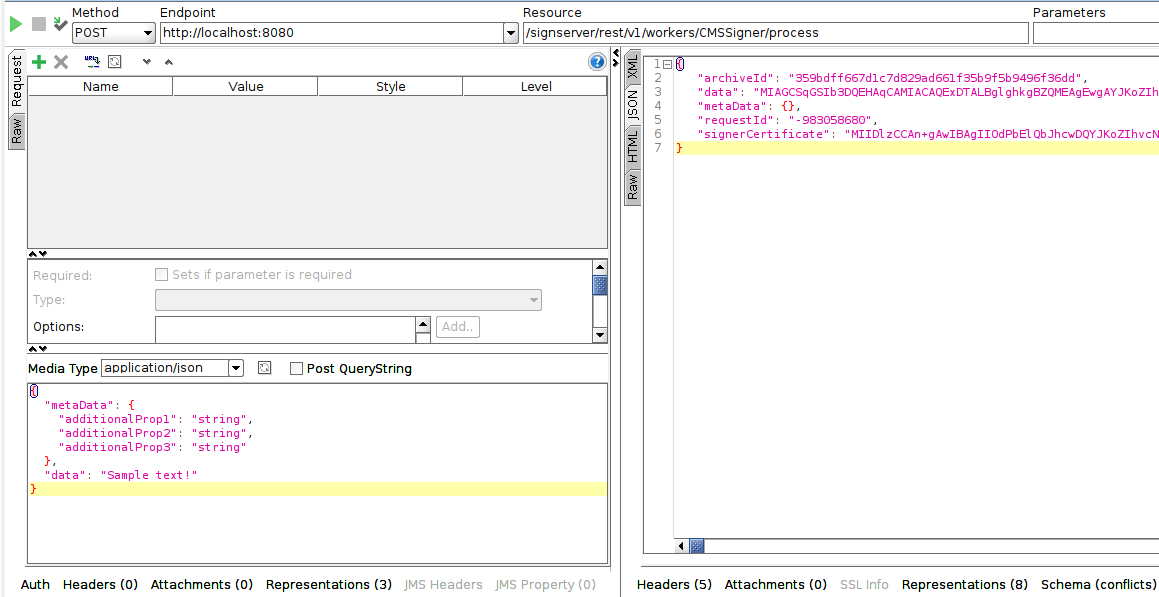 Method Endpoint Resource Parameters
POST http://localhost:8080 /signserver/rest/v1/workers/CMSSigner/process
Request
Raw
Name Value Style Level
Required: Sets if parameter is required
Type:
Options: Add..
Media Type application/json Post QueryString
{
"metaData": {
"additionalProp1": "string",
"additionalProp2": "string",
"additionalProp3": "string"
},
"data": "Sample text!"
}
Auth Headers (0) Attachments (0) Representations (3) JMS Headers JMS Property (0)
XML
JSON
HTML
Raw
1 {
2 "archiveId": "359bdff667d1c7d829ad661f35b9f5b9496f36dd",
3 "data": "MIAGCSqGSIb3DQEHAqCAMIACAQExDTALBglghkgBZQMEAgEwgAYJKoZIh
4 "metaData": {},
5 "requestId": "-983058680",
6 "signerCertificate": "MIIDlzCCAn+gAwIBAgIIOdPbElQbJhcwDQYJKoZIhvcN
7 }
Headers (5) Attachments (0) SSL Info Representations (8) Schema (conflicts)